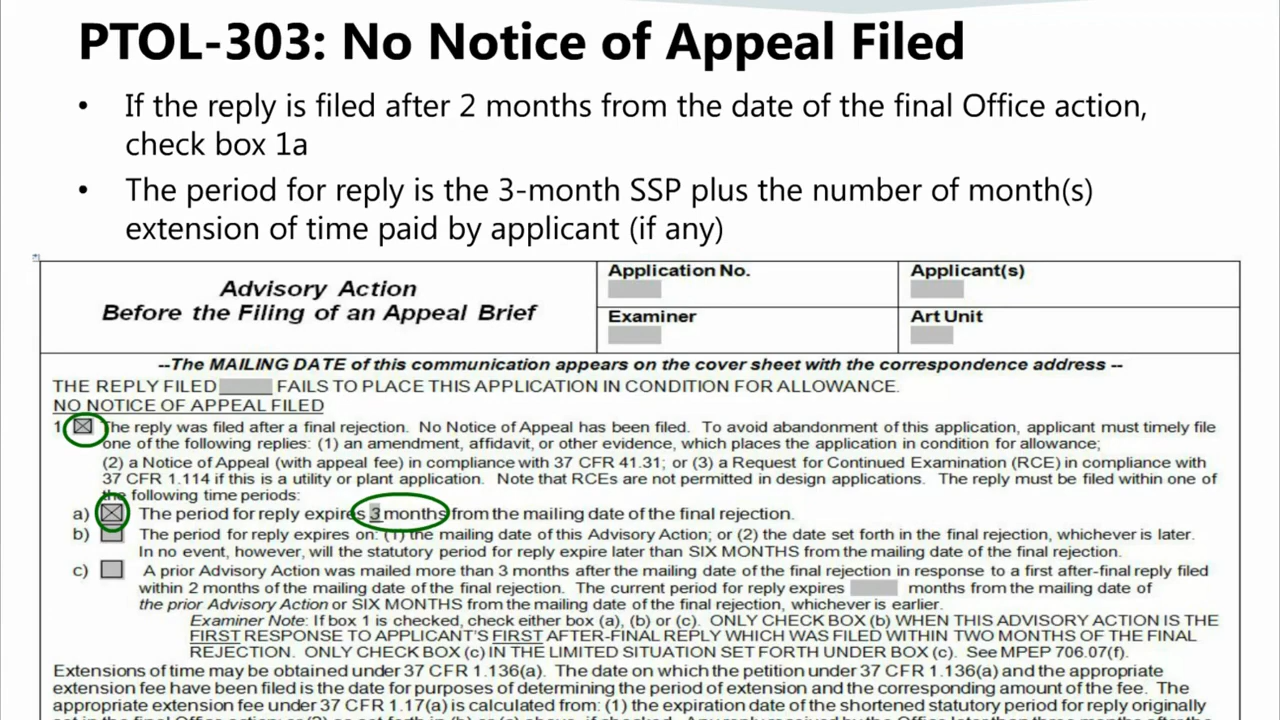 PTOL-303: No Notice of Appeal Filed
• If the reply is filed after 2 months from the date of the final Office action,
check box 1a
• The period for reply is the 3-month SSP plus the number of month(s)
extension of time paid by applicant (if any)
Advisory Action
Before the Filing of an Appeal Brief
Application No.
Applicant(s)
Examiner
Art Unit
--The MAILING DATE of this communication appears on the cover sheet with the correspondence address --
THE REPLY FILED FAILS TO PLACE THIS APPLICATION IN CONDITION FOR ALLOWANCE.
NO NOTICE OF APPEAL FILED
1 The reply was filed after a final rejection. No Notice of Appeal has been filed. To avoid abandonment of this application, applicant must timely file
one of the following replies: (1) an amendment, affidavit, or other evidence, which places the application in condition for allowance;
(2) a Notice of Appeal (with appeal fee) in compliance with 37 CFR 41.31; or (3) a Request for Continued Examination (RCE) in compliance with
37 CFR 1.114 if this is a utility or plant application. Note that RCEs are not permitted in design applications. The reply must be filed within one of
the following time periods:
a) The period for reply expires 3 months from the mailing date of the final rejection.
b) The period for reply expires on: (1) the mailing date of this Advisory Action; or (2) the date set forth in the final rejection, whichever is later.
In no event, however, will the statutory period for reply expire later than SIX MONTHS from the mailing date of the final rejection.
c) A prior Advisory Action was mailed more than 3 months after the mailing date of the final rejection in response to a first after-final reply filed
within 2 months of the mailing date of the final rejection. The current period for reply expires months from the mailing date of
the prior Advisory Action or SIX MONTHS from the mailing date of the final rejection, whichever is earlier.
Examiner Note: If box 1 is checked, check either box (a), (b) or (c). ONLY CHECK BOX (b) WHEN THIS ADVISORY ACTION IS THE
FIRST RESPONSE TO APPLICANT'S FIRST AFTER-FINAL REPLY WHICH WAS FILED WITHIN TWO MONTHS OF THE FINAL
REJECTION. ONLY CHECK BOX (c) IN THE LIMITED SITUATION SET FORTH UNDER BOX (c). See MPEP 706.07(f).
Extensions of time may be obtained under 37 CFR 1.136(a). The date on which the petition under 37 CFR 1.136(a) and the appropriate
extension fee have been filed is the date for purposes of determining the period of extension and the corresponding amount of the fee. The
appropriate extension fee under 37 CFR 1.17(a) is calculated from: (1) the expiration date of the shortened statutory period for reply originally